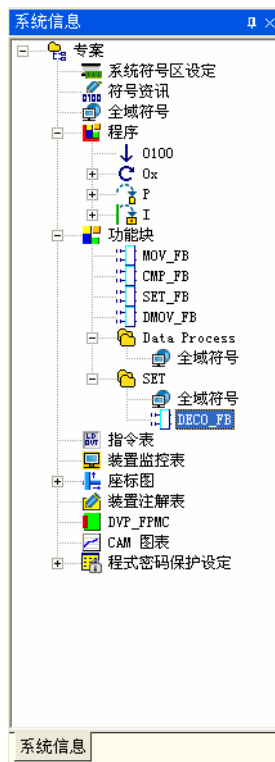 系统信息
专案
系统符号区设定
符号资讯
全域符号
程序
O100
Ox
P
I
功能块
MOV_FB
CMP_FB
SET_FB
DMOV_FB
Data Process
全域符号
SET
全域符号
DECO_FB
指令表
装置监控表
座标图
装置注解表
DVP_FPMC
CAM 图表
程式密码保护设定
系统信息